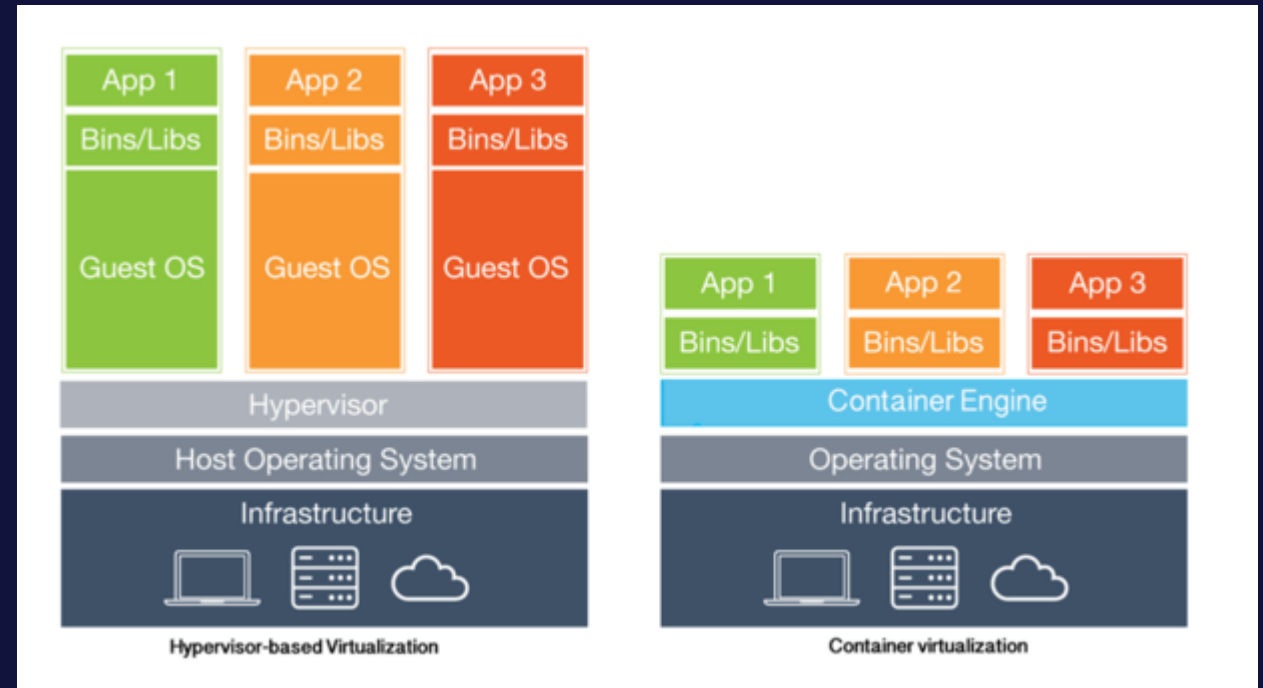 App 1
App 2
App 3
Bins/Libs
Bins/Libs
Bins/Libs
Guest OS
Guest OS
Guest OS
Hypervisor
Host Operating System
Infrastructure
Hypervisor-based Virtualization
App 1
App 2
App 3
Bins/Libs
Bins/Libs
Bins/Libs
Container Engine
Operating System
Infrastructure
Container virtualization